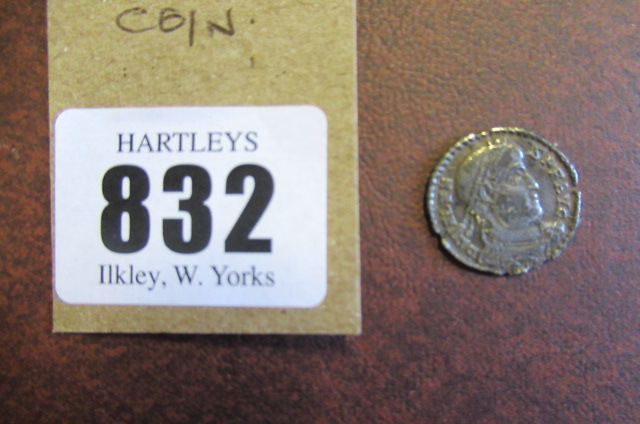 COIN.
HARTLEYS
832
Ilkley, W. Yorks